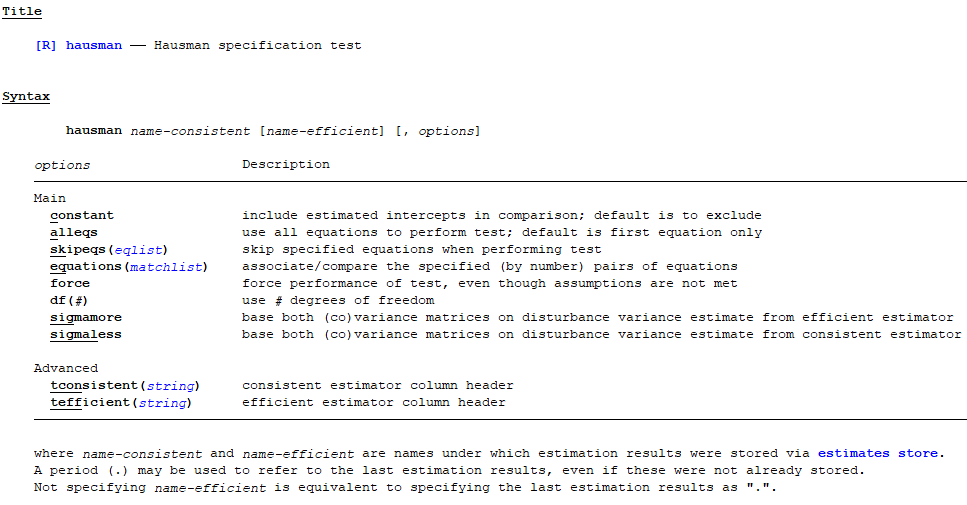 Title
[R] hausman — Hausman specification test
Syntax
hausman name-consistent [name-efficient] [, options]
options Description
Main
constant include estimated intercepts in comparison; default is to exclude
alleqs use all equations to perform test; default is first equation only
skipeqs(eqlist) skip specified equations when performing test
equations(matchlist) associate/compare the specified (by number) pairs of equations
force force performance of test, even though assumptions are not met
df(#) use # degrees of freedom
sigmamore base both (co)variance matrices on disturbance variance estimate from efficient estimator
sigmaless base both (co)variance matrices on disturbance variance estimate from consistent estimator
Advanced
tconsistent(string) consistent estimator column header
tefficient(string) efficient estimator column header
where name-consistent and name-efficient are names under which estimation results were stored via estimates store.
A period (.) may be used to refer to the last estimation results, even if these were not already stored.
Not specifying name-efficient is equivalent to specifying the last estimation results as ".".